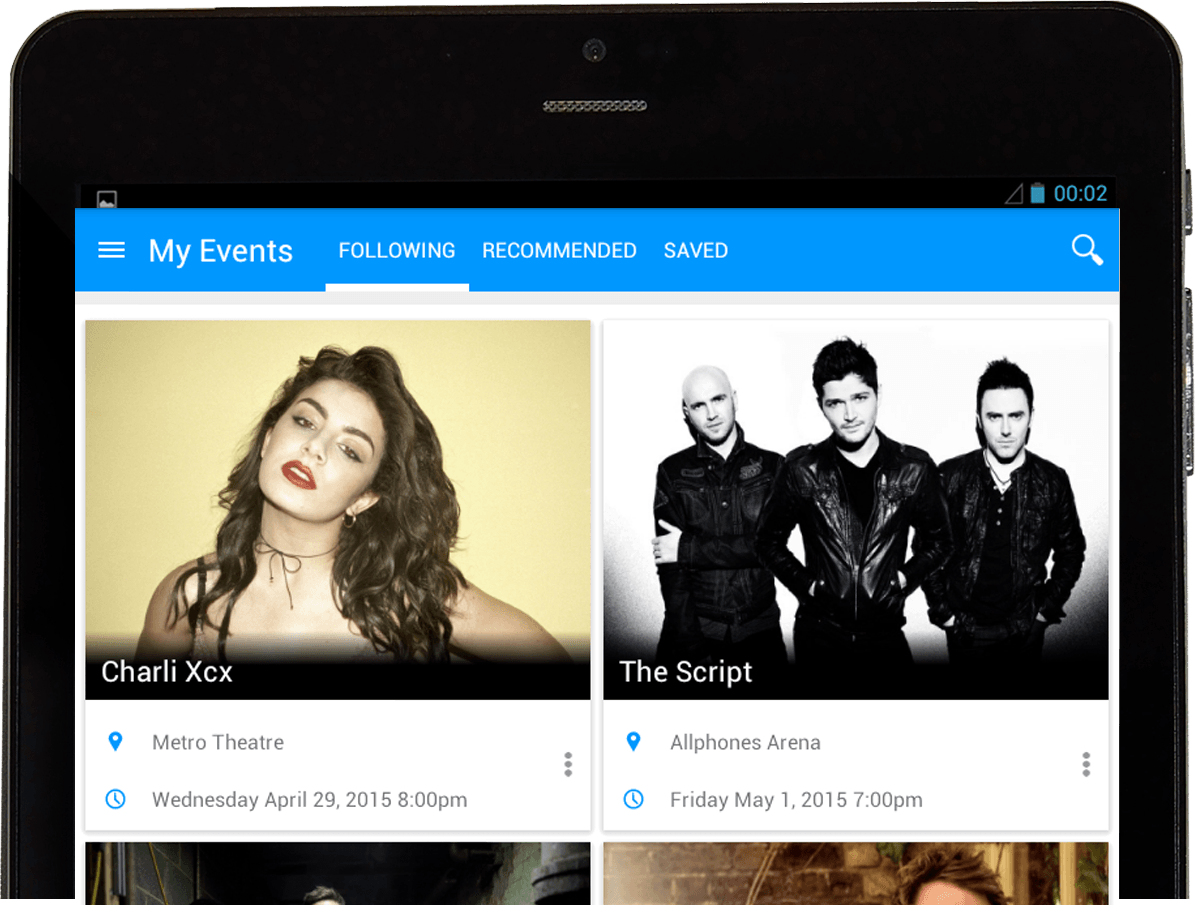 00:02
My Events FOLLOWING RECOMMENDED SAVED
Charli Xcx
The Script
Metro Theatre
Allphones Arena
Wednesday April 29, 2015 8:00pm
Friday May 1, 2015 7:00pm